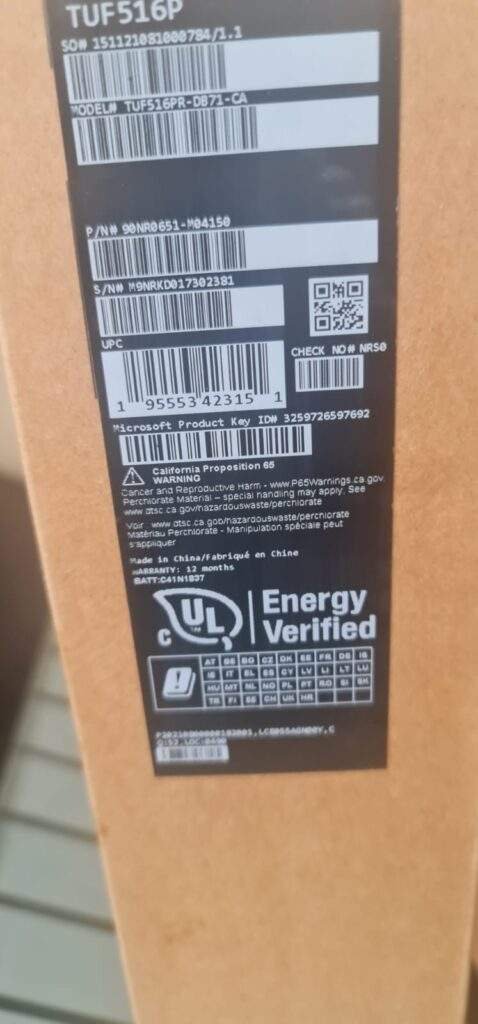 TUF516P
SO# 151121081000784/1.1
MODEL# TUF516PR-DB71-CA
P/N# 90NR0651-M04150
S/N# M9NRKD017302381
UPC
CHECK NO# NRS0
1 95553 42315 1
Microsoft Product Key ID# 3259726597692
California Proposition 65
WARNING
Cancer and Reproductive Harm - www.P65Warnings.ca.gov
Perchlorate Material – special handling may apply. See
www.dtsc.ca.gov/hazardouswaste/perchlorate
Voir : www.dtsc.ca.gob/hazardouswaste/perchlorate
Matériau Perchlorate - Manipulation spéciale peut
s'appliquer
Made in China/Fabriqué en Chine
WARRANTY: 12 months
BATT:C41N1837
C UL ™
Energy
Verified
AT BE BG CZ DK EE FR DE IS
IE IT EL ES CY LV LI LT LU
HU MT NL NO PL PT RO SI SK
TR FI SE CH UK HR